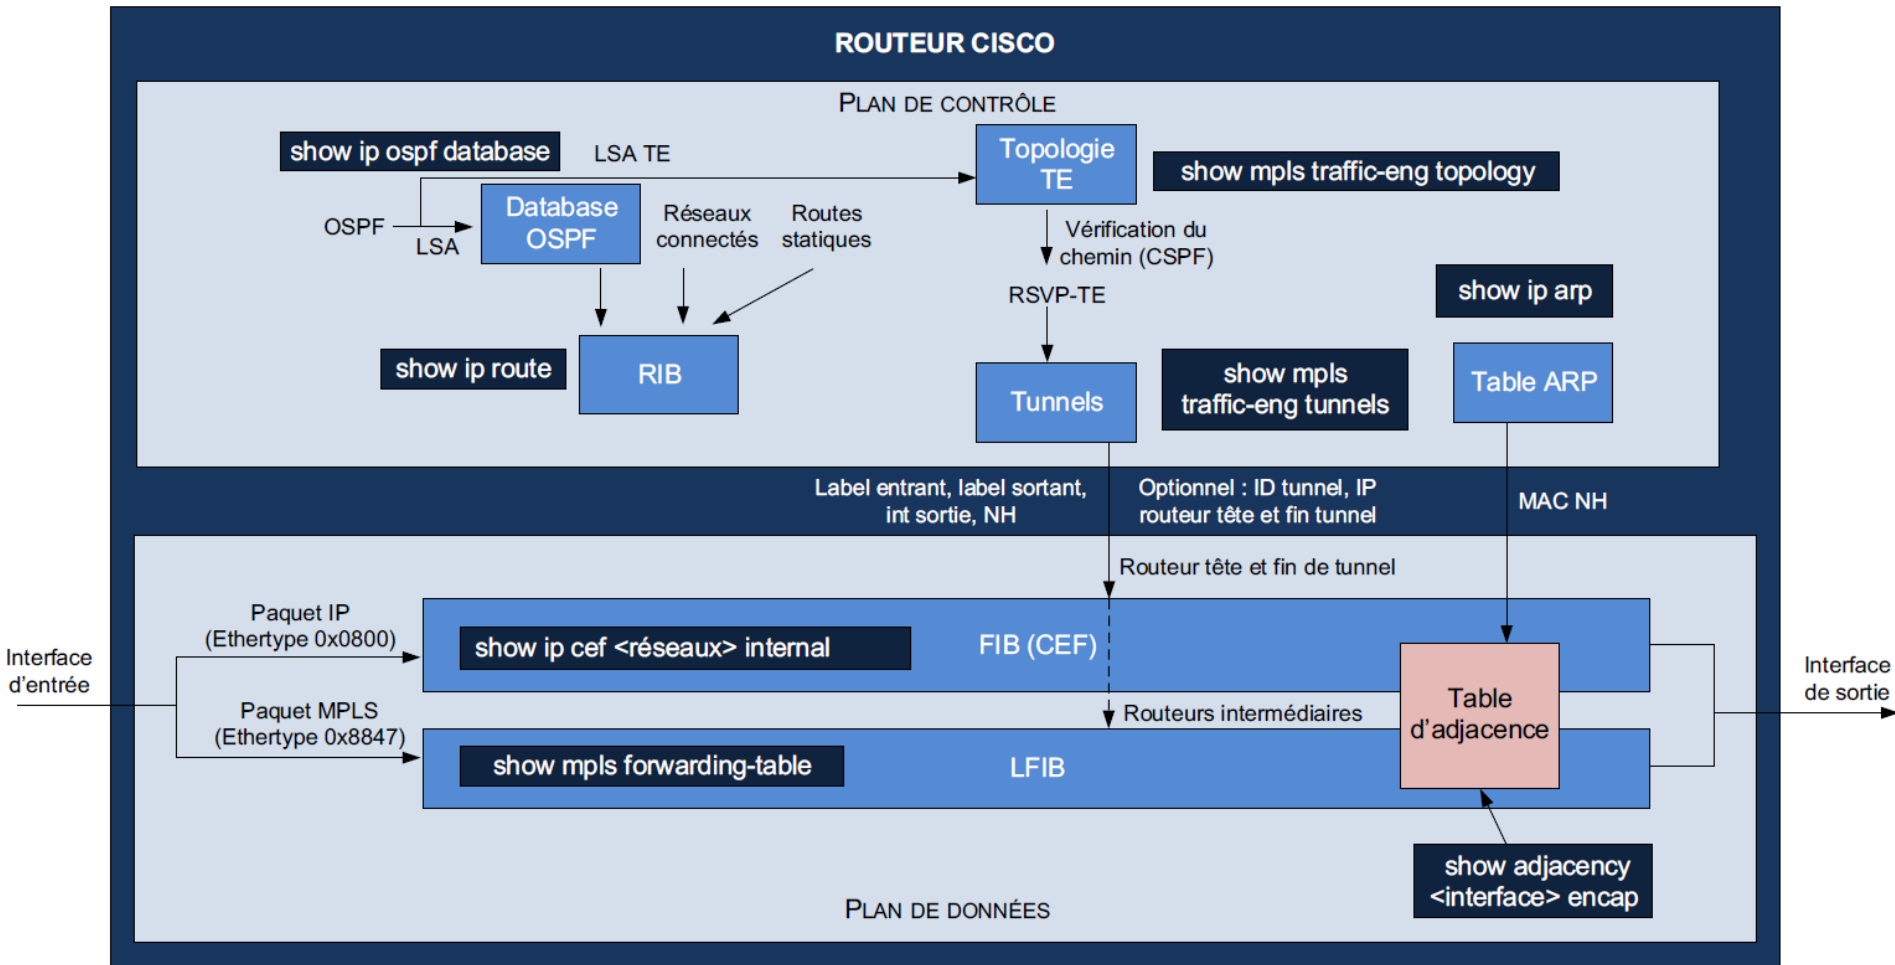 ROUTEUR CISCO
PLAN DE CONTRÔLE
show ip ospf database
LSA TE
Topologie
TE
show mpls traffic-eng topology
OSPF
LSA
Database
OSPF
Réseaux
connectés
Routes
statiques
Vérification du
chemin (CSPF)
RSVP-TE
show ip arp
show ip route
RIB
Tunnels
show mpls
traffic-eng tunnels
Table ARP
Label entrant, label sortant,
int sortie, NH
Optionnel : ID tunnel, IP
routeur tête et fin tunnel
MAC NH
Routeur tête et fin de tunnel
Paquet IP
(Ethertype 0x0800)
show ip cef <réseaux> internal
FIB (CEF)
Interface
d'entrée
Interface
de sortie
Table
d'adjacence
Paquet MPLS
(Ethertype 0x8847)
Routeurs intermédiaires
show mpls forwarding-table
LFIB
show adjacency
<interface> encap
PLAN DE DONNÉES